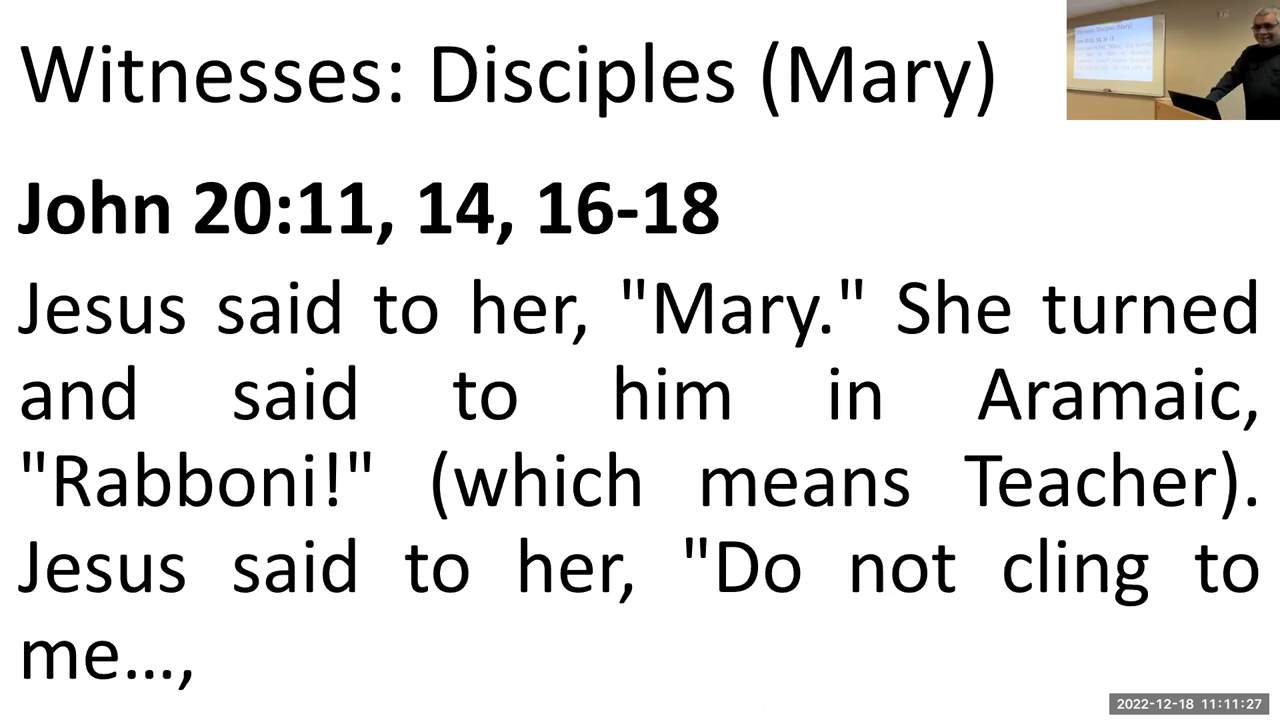 Witnesses: Disciples (Mary)
John 20:11, 14, 16-18
Jesus said to her, "Mary." She turned
and said to him in Aramaic,
"Rabboni!" (which means Teacher).
Jesus said to her, "Do not cling to
me...,
2022-12-18 11:11:27